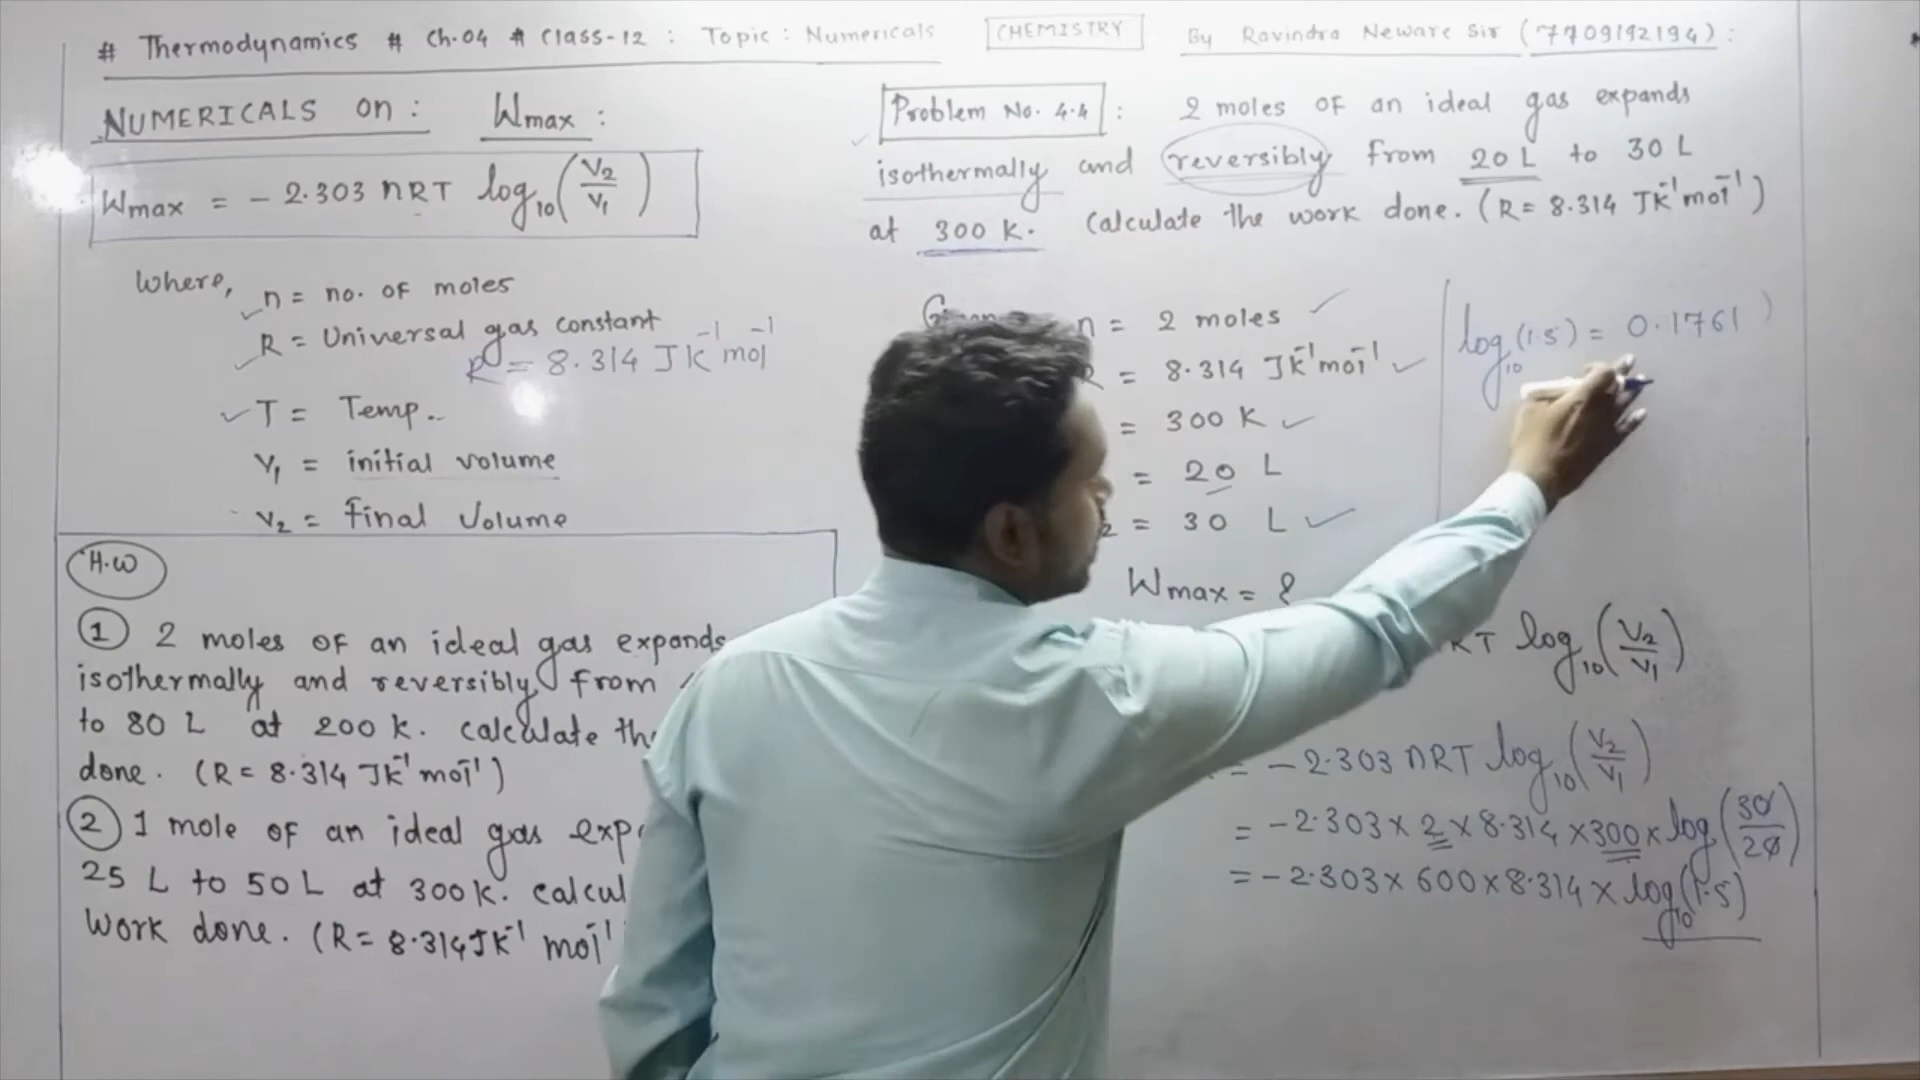 # Thermodynamics # Ch.04 # Class-12 : Topic : Numericals CHEMISTRY By Ravindra Neware Sir (7709192194) :
NUMERICALS on : Wmax :
Wmax = - 2.303 nRT log₁₀(V₂/V₁)
Where,
n = no. of moles
R = Universal gas constant
R = 8.314 JK⁻¹mol⁻¹
T = Temp..
V₁ = initial volume
V₂ = final volume
H.W
① 2 moles of an ideal gas expands
isothermally and reversibly from
to 80 L at 200 K. calculate
done. (R = 8.314 JK⁻¹mol⁻¹)
② 1 mole of an ideal gas
25 L to 50 L at 300 K.
work done. (R = 8.314 JK⁻¹ mol⁻¹
Problem No. 4.4 : 2 moles of an ideal gas expands
isothermally and reversibly from 20 L to 30 L
at 300 K. Calculate the work done. (R = 8.314 JK⁻¹mol⁻¹)
n = 2 moles
= 8.314 JK⁻¹mol⁻¹
= 300 K
= 20 L
= 30 L
Wmax = ?
log₁₀(1.5) = 0.1761
RT log₁₀(V₂/V₁)
= -2.303 nRT log₁₀(V₂/V₁)
= -2.303 x 2 x 8.314 x 300 x log(30/20)
= -2.303 x 600 x 8.314 x log₁₀(1.5)